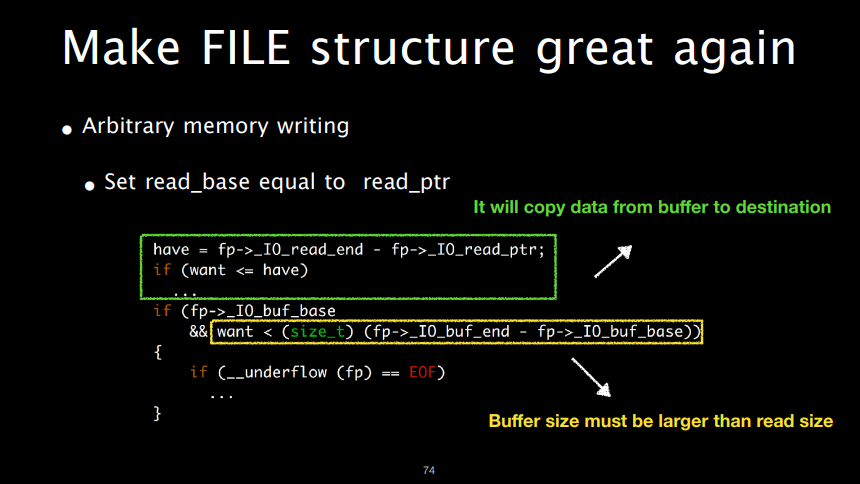 Make FILE structure great again
• Arbitrary memory writing
• Set read_base equal to read_ptr
It will copy data from buffer to destination
have = fp->_IO_read_end - fp->_IO_read_ptr;
if (want <= have)
...
if (fp->_IO_buf_base
&& want < (size_t) (fp->_IO_buf_end - fp->_IO_buf_base))
{
if (__underflow (fp) == EOF)
...
}
Buffer size must be larger than read size
74